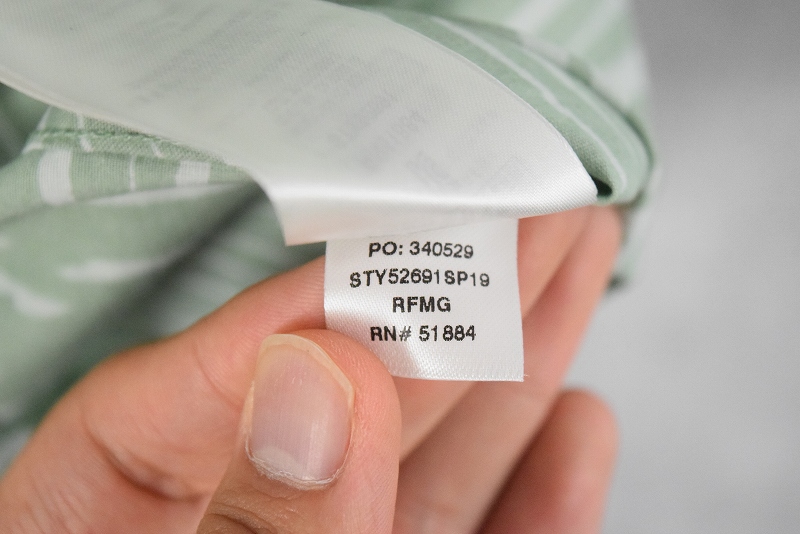 PO: 340529
STY52691SP19
RFMG
RN# 51884